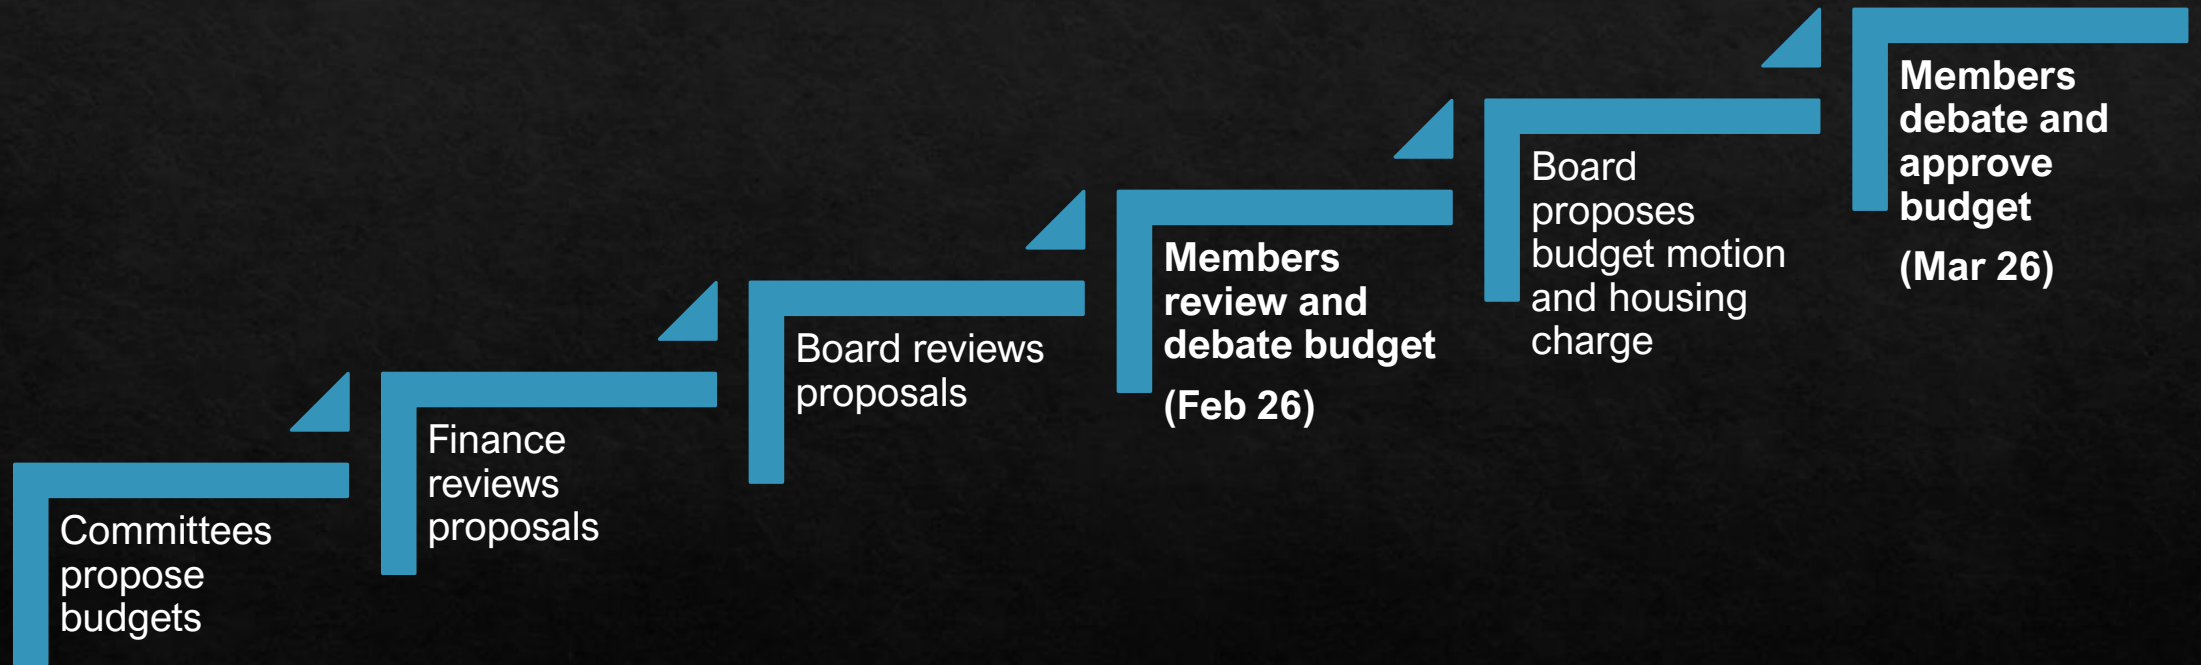 Committees
propose
budgets
Finance
reviews
proposals
Board reviews
proposals
Members
review and
debate budget
(Feb 26)
Board
proposes
budget motion
and housing
charge
Members
debate and
approve
budget
(Mar 26)